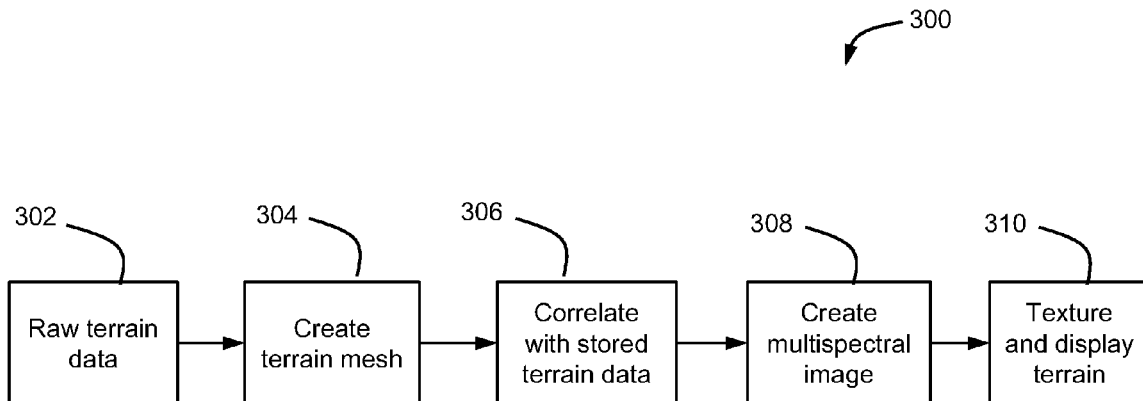 300
302
304
306
308
310
Raw terrain
data
Create
terrain mesh
Correlate
with stored
terrain data
Create
multispectral
image
Texture
and display
terrain